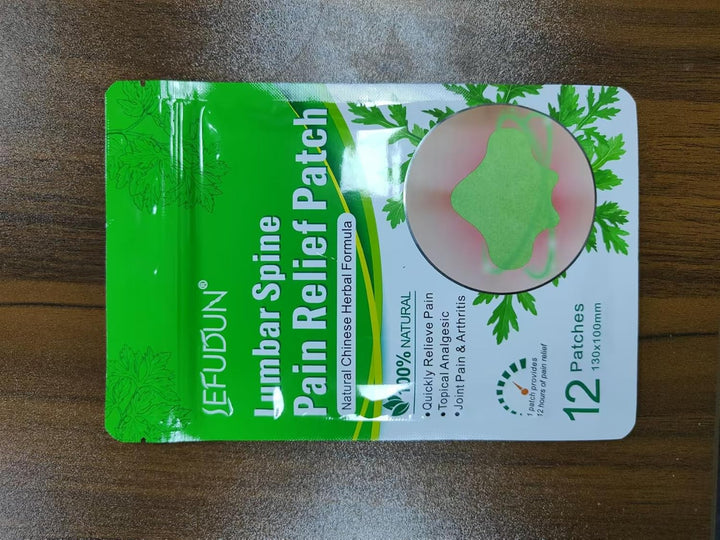 LEFUDUN®
Lumbar Spine
Pain Relief Patch
Natural Chinese Herbal Formula
100% NATURAL
• Quickly Relieve Pain
• Topical Analgesic
• Joint Pain & Arthritis
1 patch provides
12 hours of pain relief
12 Patches
130x100mm